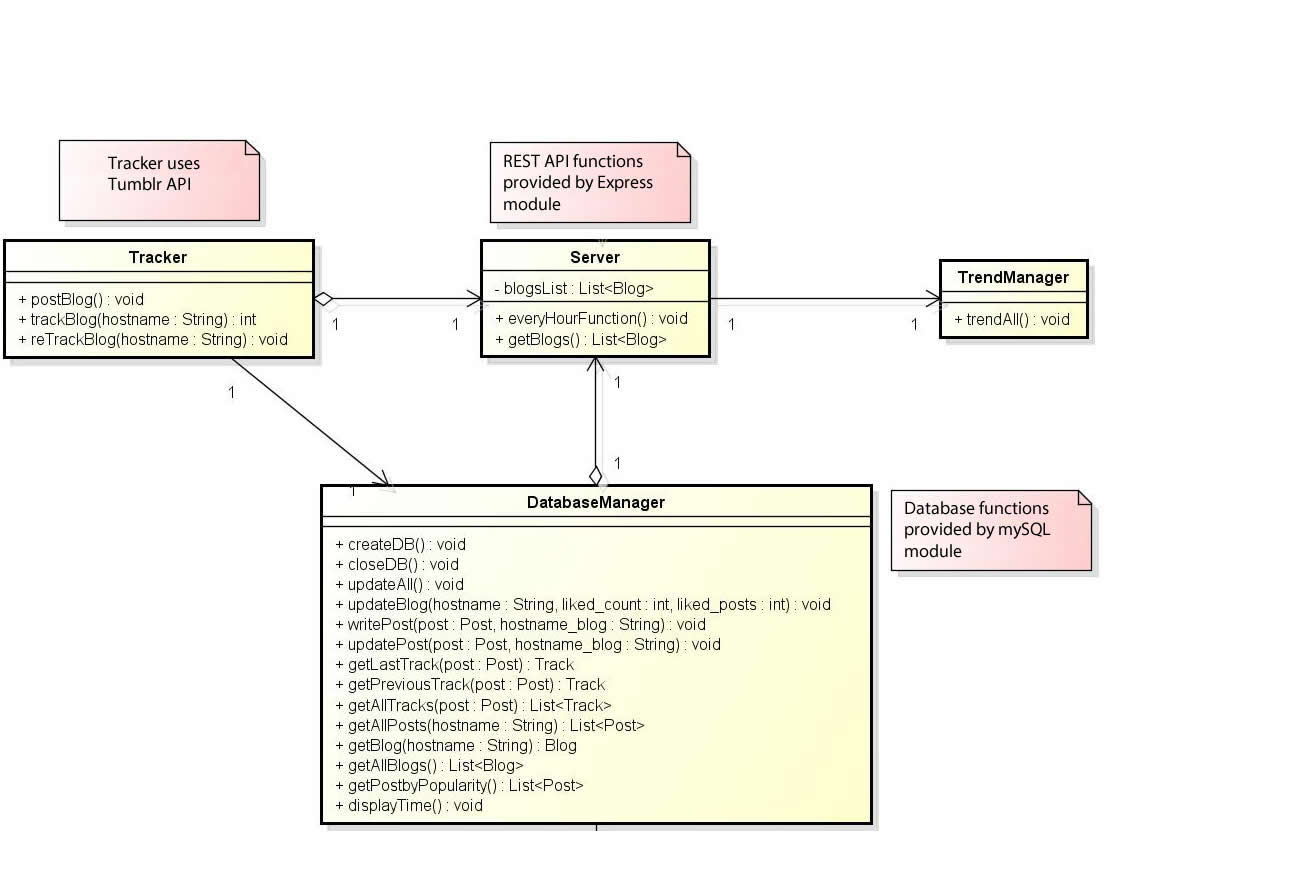 Tracker uses
Tumblr API
REST API functions
provided by Express
module
Tracker
+ postBlog() : void
+ trackBlog(hostname : String) : int
+ reTrackBlog(hostname : String) : void
1
1
Server
- blogsList : List<Blog>
+ everyHourFunction() : void
+ getBlogs() : List<Blog>
1
1
TrendManager
+ trendAll() : void
1
1
1
1
DatabaseManager
+ createDB() : void
+ closeDB() : void
+ updateAll() : void
+ updateBlog(hostname : String, liked_count : int, liked_posts : int) : void
+ writePost(post : Post, hostname_blog : String) : void
+ updatePost(post : Post, hostname_blog : String) : void
+ getLastTrack(post : Post) : Track
+ getPreviousTrack(post : Post) : Track
+ getAllTracks(post : Post) : List<Track>
+ getAllPosts(hostname : String) : List<Post>
+ getBlog(hostname : String) : Blog
+ getAllBlogs() : List<Blog>
+ getPostbyPopularity() : List<Post>
+ displayTime() : void
Database functions
provided by mySQL
module